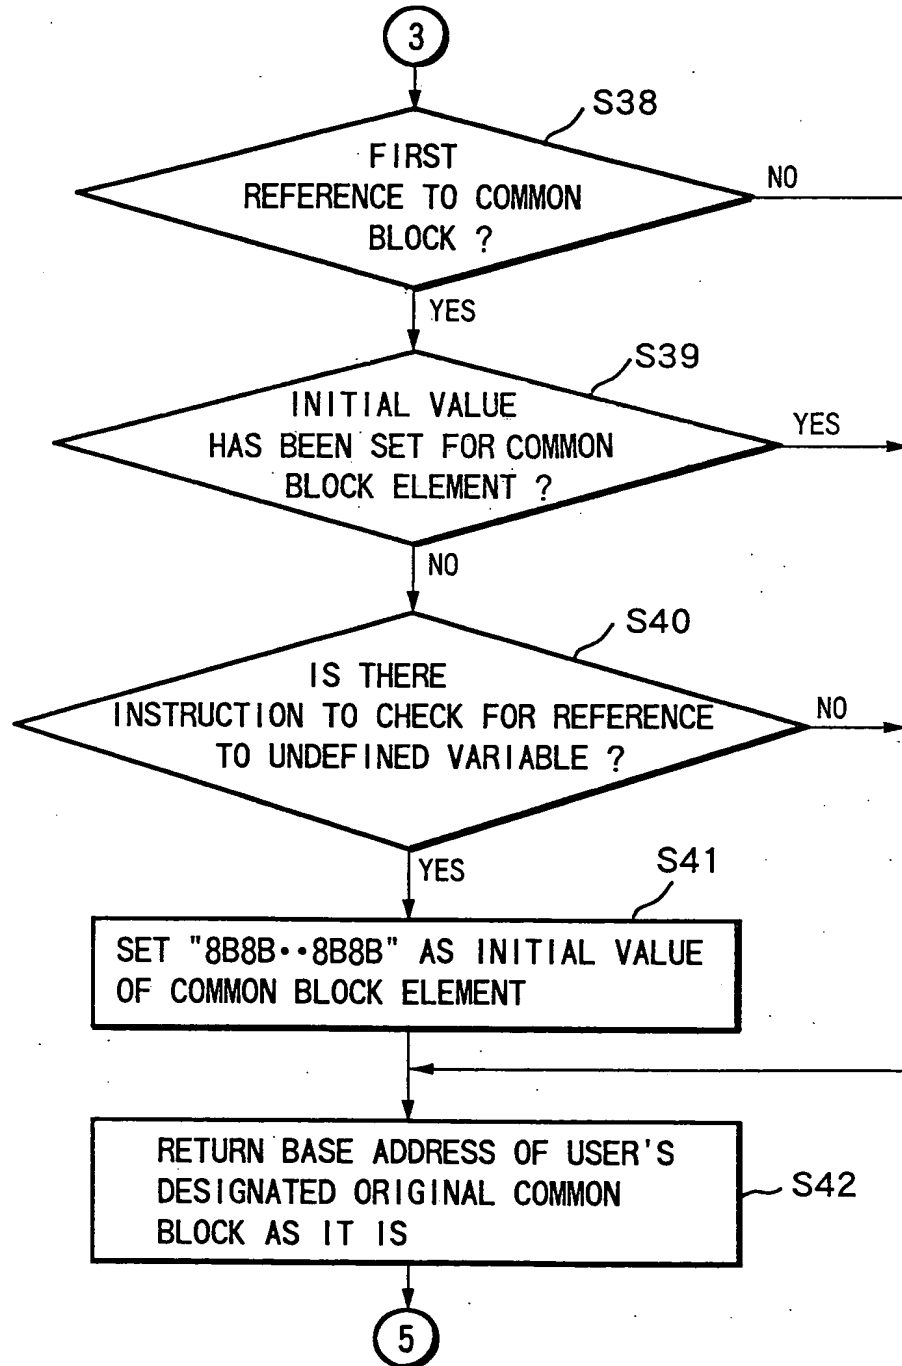 3
S38
FIRST
REFERENCE TO COMMON
BLOCK ?
NO
YES
S39
INITIAL VALUE
HAS BEEN SET FOR COMMON
BLOCK ELEMENT ?
YES
NO
S40
IS THERE
INSTRUCTION TO CHECK FOR REFERENCE
TO UNDEFINED VARIABLE ?
NO
YES
S41
SET "8B8B··8B8B" AS INITIAL VALUE
OF COMMON BLOCK ELEMENT
RETURN BASE ADDRESS OF USER'S
DESIGNATED ORIGINAL COMMON
BLOCK AS IT IS
S42
5